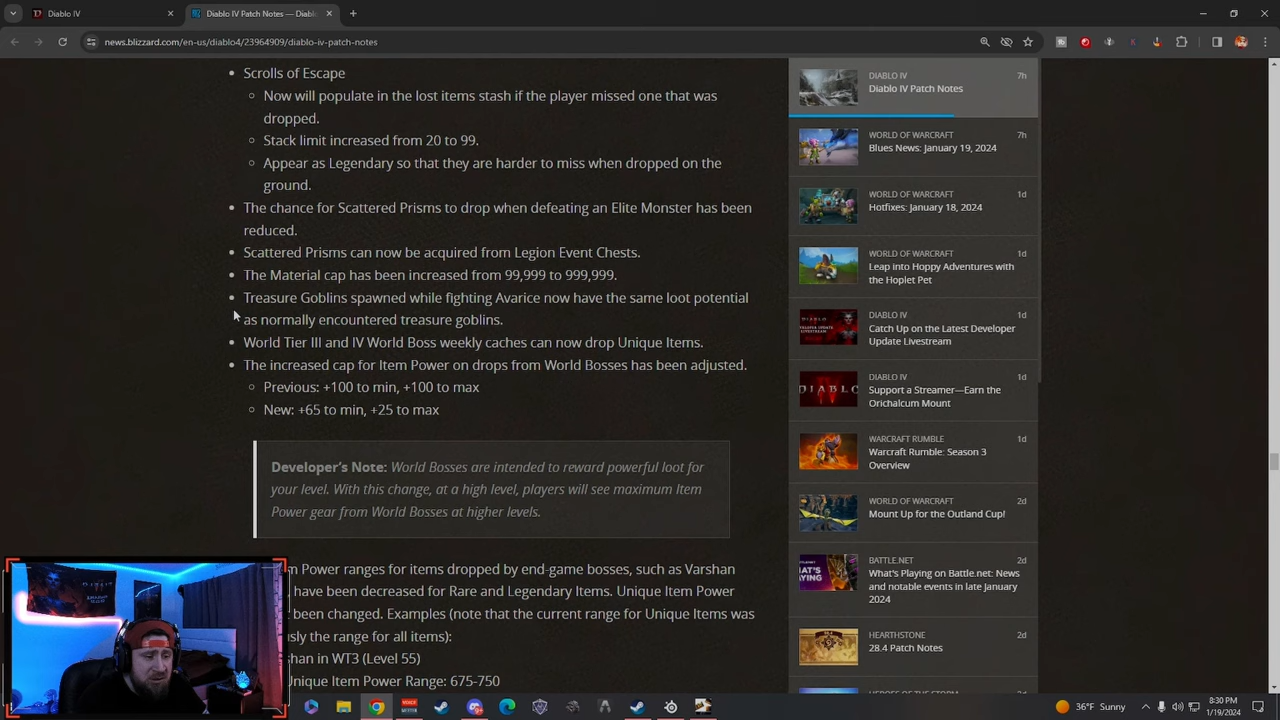 Diablo IV
Diablo IV Patch Notes — Diabl
news.blizzard.com/en-us/diablo4/23964909/diablo-iv-patch-notes
Scrolls of Escape
Now will populate in the lost items stash if the player missed one that was
dropped.
Stack limit increased from 20 to 99.
Appear as Legendary so that they are harder to miss when dropped on the
ground.
The chance for Scattered Prisms to drop when defeating an Elite Monster has been
reduced.
Scattered Prisms can now be acquired from Legion Event Chests.
The Material cap has been increased from 99,999 to 999,999.
Treasure Goblins spawned while fighting Avarice now have the same loot potential
as normally encountered treasure goblins.
World Tier III and IV World Boss weekly caches can now drop Unique Items.
The increased cap for Item Power on drops from World Bosses has been adjusted.
Previous: +100 to min, +100 to max
New: +65 to min, +25 to max
Developer's Note: World Bosses are intended to reward powerful loot for
your level. With this change, at a high level, players will see maximum Item
Power gear from World Bosses at higher levels.
m Power ranges for items dropped by end-game bosses, such as Varshan
been decreased for Rare and Legendary Items. Unique Item Power
been changed. Examples (note that the current range for Unique Items was
sly the range for all items):
shan in WT3 (Level 55)
nique Item Power Range: 675-750
DIABLO IV
7h
Diablo IV Patch Notes
WORLD OF WARCRAFT
7h
Blues News: January 19, 2024
WORLD OF WARCRAFT
1d
Hotfixes: January 18, 2024
WORLD OF WARCRAFT
1d
Leap into Hoppy Adventures with
the Hoplet Pet
DIABLO IV
1d
Catch Up on the Latest Developer
Update Livestream
DIABLO IV
1d
Support a Streamer—Earn the
Orichalcum Mount
WARCRAFT RUMBLE
1d
Warcraft Rumble: Season 3
Overview
WORLD OF WARCRAFT
2d
Mount Up for the Outland Cup!
BATTLE.NET
2d
What's Playing on Battle.net: News
and notable events in late January
2024
HEARTHSTONE
2d
28.4 Patch Notes
HEROES OF THE STORM
2d
36°F Sunny
8:30 PM
1/19/2024